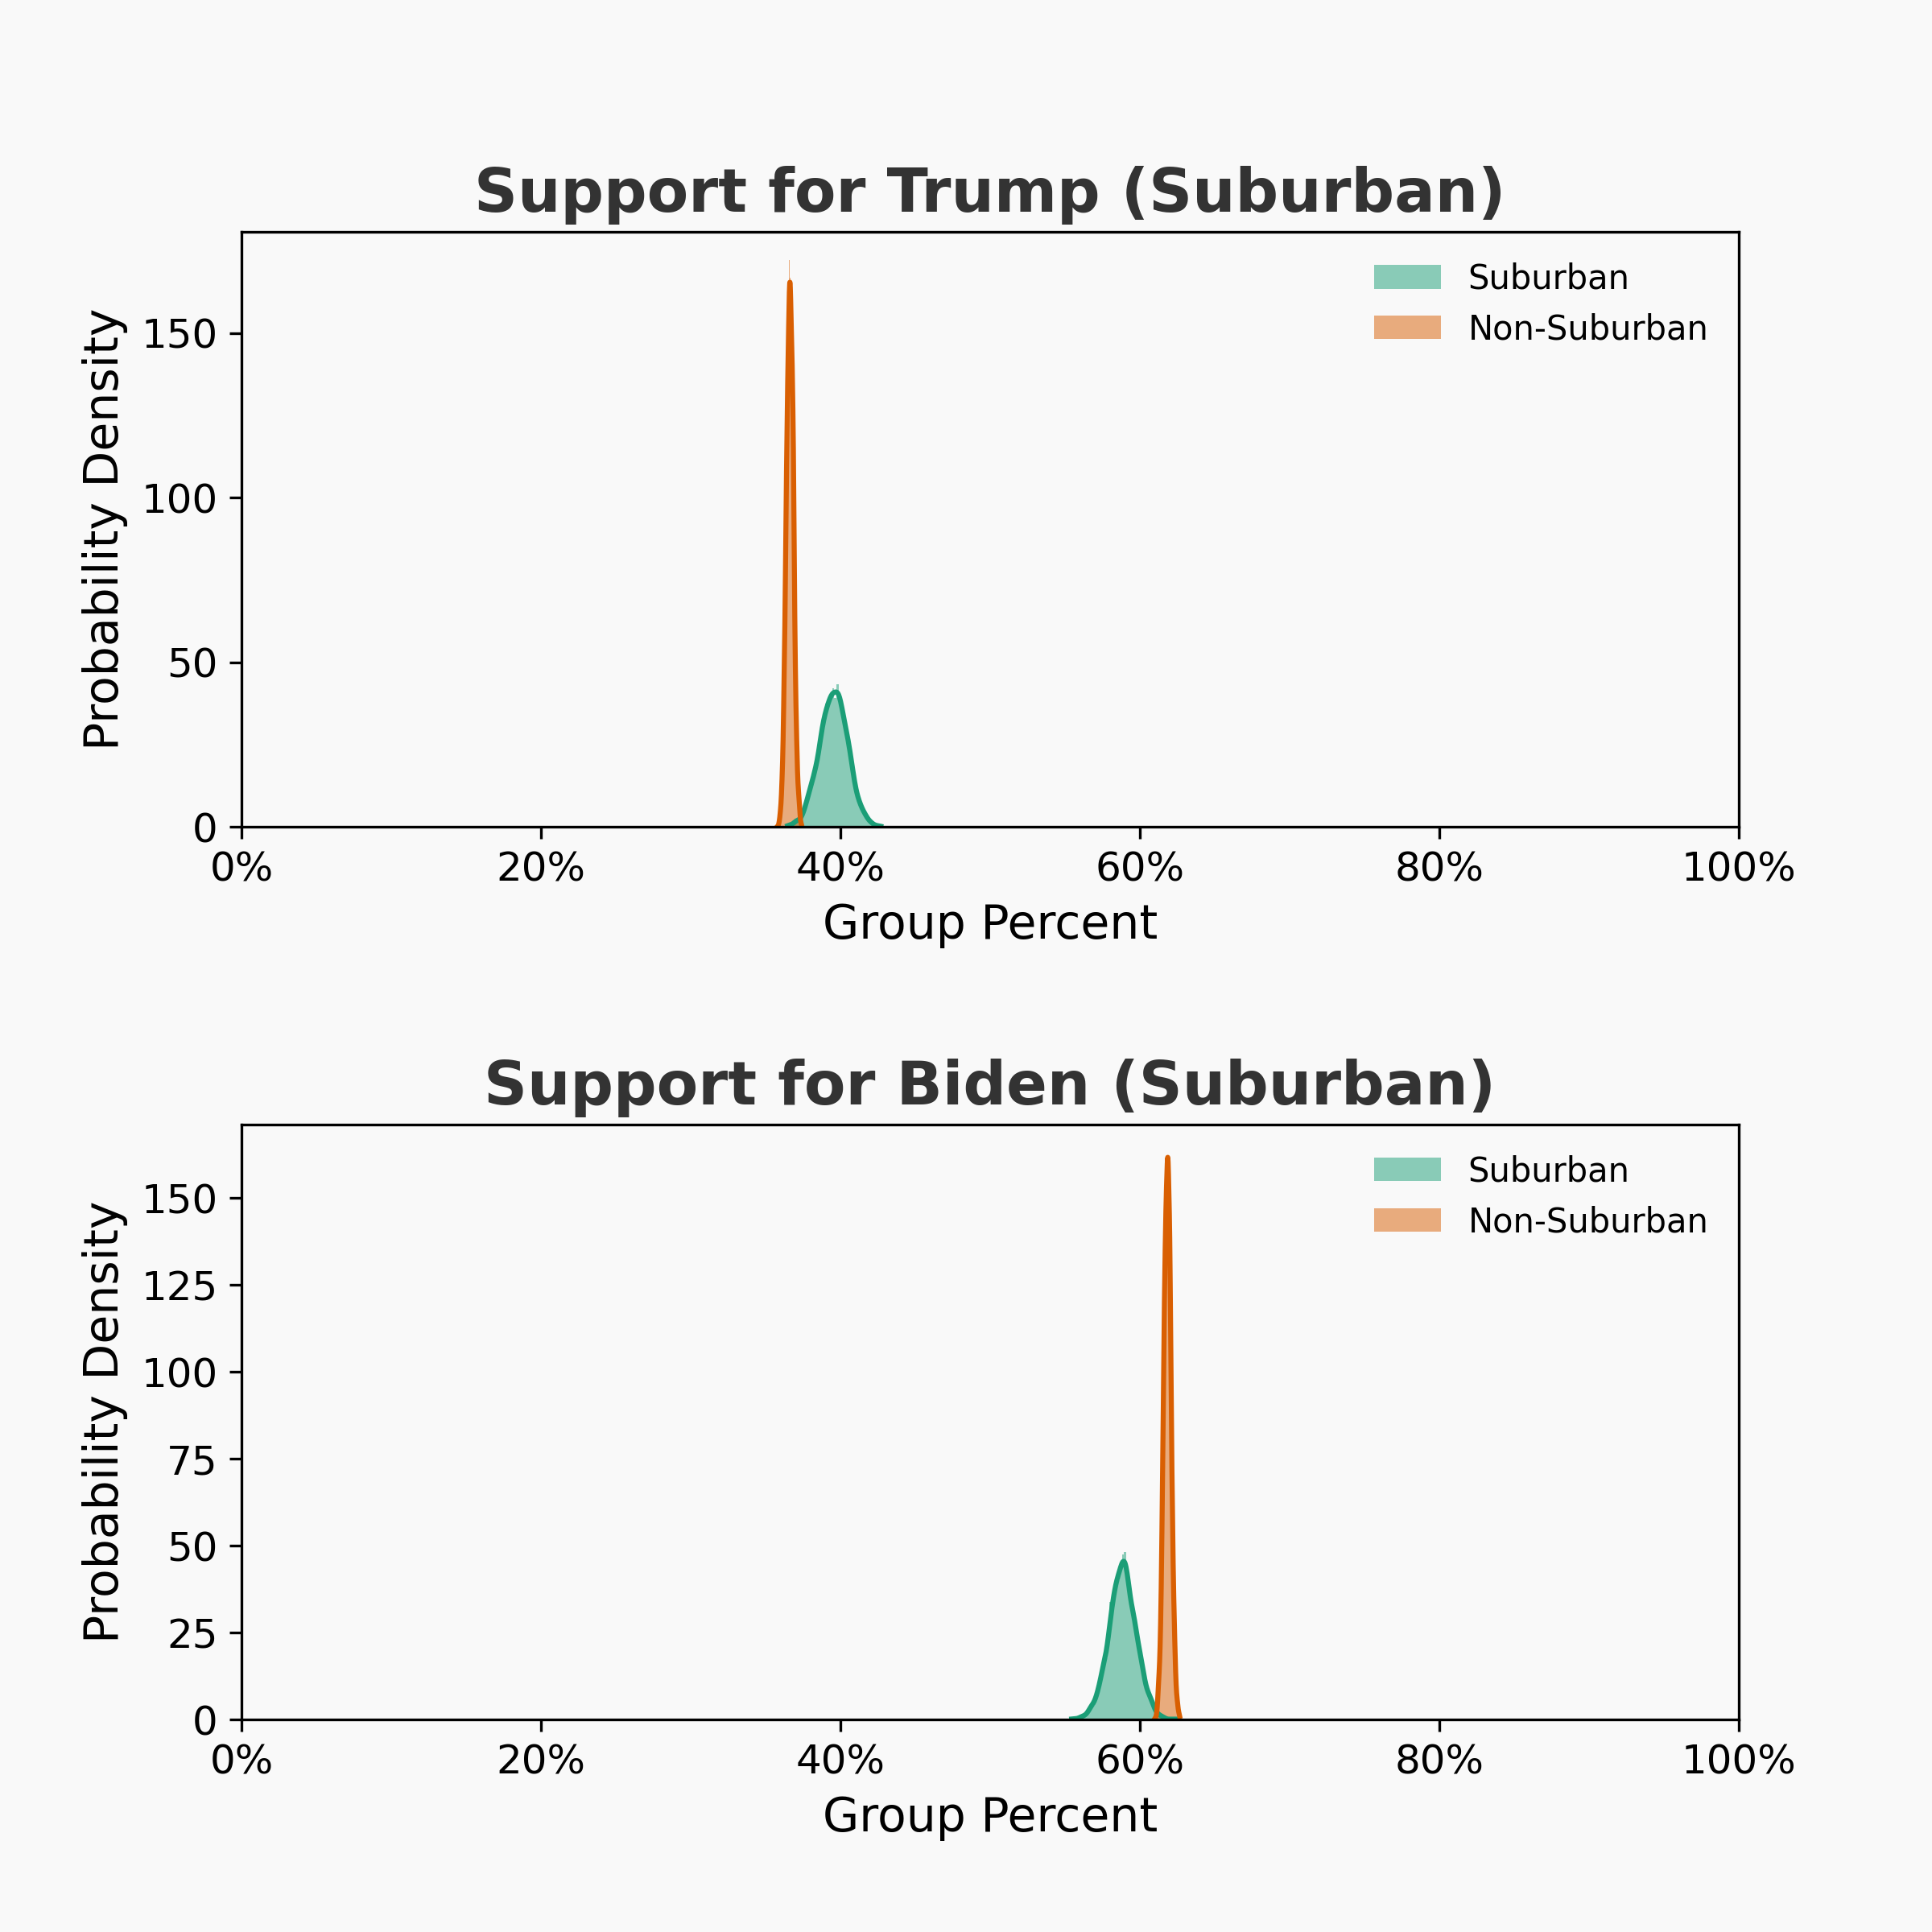 Support for Trump (Suburban)
Suburban
Non-Suburban
Probability Density
150
100
50
0
0% 20% 40% 60% 80% 100%
Group Percent
Support for Biden (Suburban)
Suburban
Non-Suburban
Probability Density
150
125
100
75
50
25
0
0% 20% 40% 60% 80% 100%
Group Percent